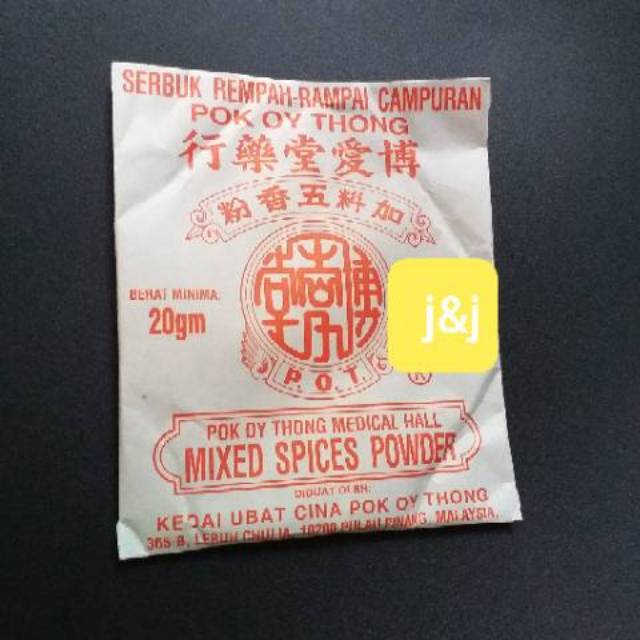 SERBUK REMPAH-RAMPAI CAMPURAN
POK OY THONG
博愛堂藥行
加料五香粉
BERAT MINIMA.
20gm
j&j
P.O.T.
®
POK OY THONG MEDICAL HALL
MIXED SPICES POWDER
DIBUAT OLEH:
KEDAI UBAT CINA POK OY THONG
365-B, LEBUH CHULIA, 10200 PULAU PINANG, MALAYSIA.